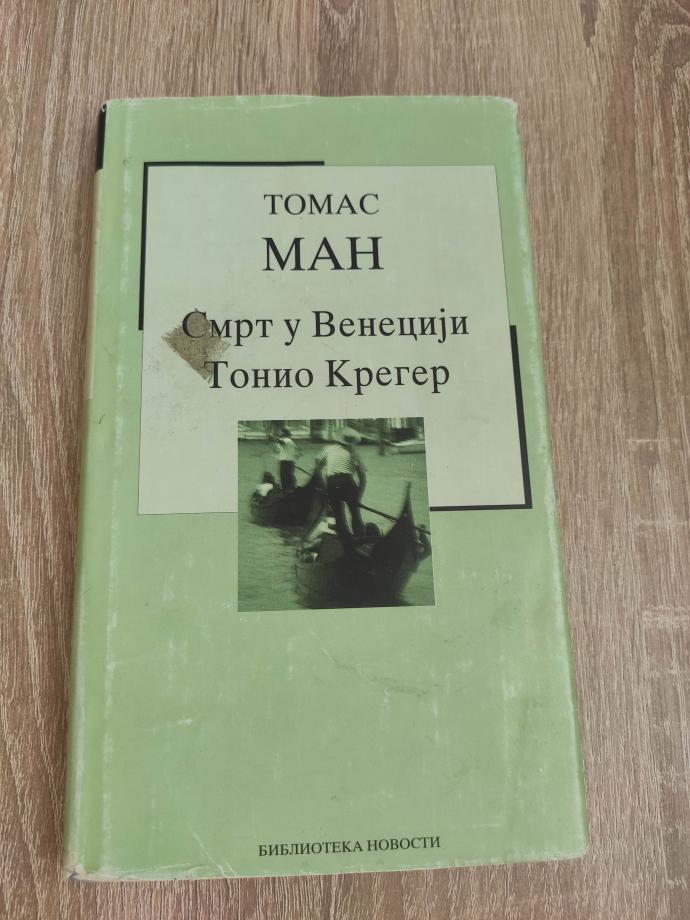 ТОМАС
МАН
Смрт у Венецији
Тонио Крегер
БИБЛИОТЕКА НОВОСТИ